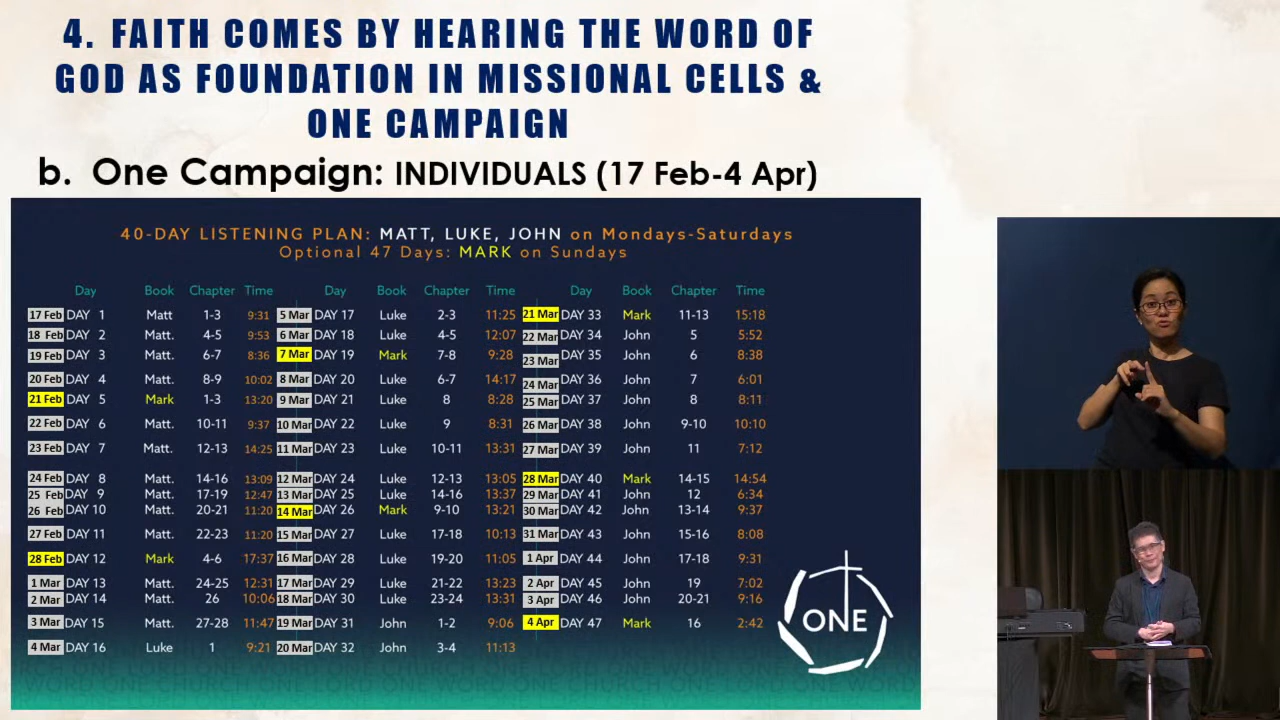 4. FAITH COMES BY HEARING THE WORD OF
GOD AS FOUNDATION IN MISSIONAL CELLS &
ONE CAMPAIGN
b. One Campaign: INDIVIDUALS (17 Feb-4 Apr)
40-DAY LISTENING PLAN: MATT, LUKE, JOHN on Mondays-Saturdays
Optional 47 Days: MARK on Sundays
Day Book Chapter Time Day Book Chapter Time Day Book Chapter Time
17 Feb DAY 1 Matt 1-3 9:31 5 Mar DAY 17 Luke 2-3 11:25 21 Mar DAY 33 Mark 11-13 15:18
18 Feb DAY 2 Matt. 4-5 9:53 6 Mar DAY 18 Luke 4-5 12:07 22 Mar DAY 34 John 5 5:52
19 Feb DAY 3 Matt. 6-7 8:36 7 Mar DAY 19 Mark 7-8 9:28 23 Mar DAY 35 John 6 8:38
20 Feb DAY 4 Matt. 8-9 10:02 8 Mar DAY 20 Luke 6-7 14:17 24 Mar DAY 36 John 7 6:01
21 Feb DAY 5 Mark 1-3 13:20 9 Mar DAY 21 Luke 8 8:28 25 Mar DAY 37 John 8 8:11
22 Feb DAY 6 Matt. 10-11 9:37 10 Mar DAY 22 Luke 9 8:31 26 Mar DAY 38 John 9-10 10:10
23 Feb DAY 7 Matt. 12-13 14:25 11 Mar DAY 23 Luke 10-11 13:31 27 Mar DAY 39 John 11 7:12
24 Feb DAY 8 Matt. 14-16 13:09 12 Mar DAY 24 Luke 12-13 13:05 28 Mar DAY 40 Mark 14-15 14:54
25 Feb DAY 9 Matt. 17-19 12:47 13 Mar DAY 25 Luke 14-16 13:37 29 Mar DAY 41 John 12 6:34
26 Feb DAY 10 Matt. 20-21 11:20 14 Mar DAY 26 Mark 9-10 13:21 30 Mar DAY 42 John 13-14 9:37
27 Feb DAY 11 Matt. 22-23 11:20 15 Mar DAY 27 Luke 17-18 10:13 31 Mar DAY 43 John 15-16 8:08
28 Feb DAY 12 Mark 4-6 17:37 16 Mar DAY 28 Luke 19-20 11:05 1 Apr DAY 44 John 17-18 9:31
1 Mar DAY 13 Matt. 24-25 12:31 17 Mar DAY 29 Luke 21-22 13:23 2 Apr DAY 45 John 19 7:02
2 Mar DAY 14 Matt. 26 10:06 18 Mar DAY 30 Luke 23-24 13:31 3 Apr DAY 46 John 20-21 9:16
3 Mar DAY 15 Matt. 27-28 11:47 19 Mar DAY 31 John 1-2 9:06 4 Apr DAY 47 Mark 16 2:42
4 Mar DAY 16 Luke 1 9:21 20 Mar DAY 32 John 3-4 11:13
ONE